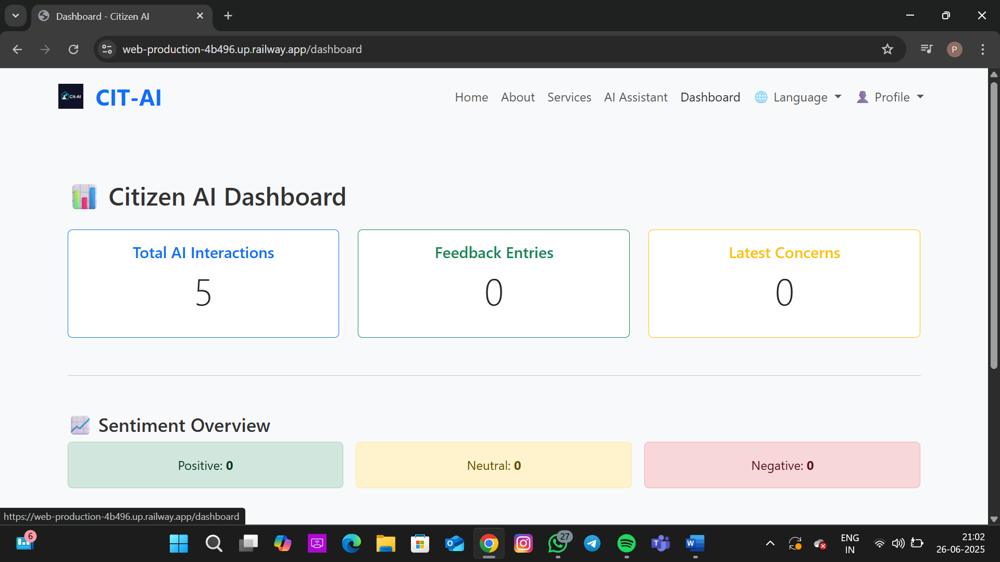 Dashboard - Citizen AI
web-production-4b496.up.railway.app/dashboard
P
Cit-AI
CIT-AI
Home About Services AI Assistant Dashboard Language Profile
Citizen AI Dashboard
Total AI Interactions
5
Feedback Entries
0
Latest Concerns
0
Sentiment Overview
Positive: 0
Neutral: 0
Negative: 0
https://web-production-4b496.up.railway.app/dashboard
6
27
ENG
IN
21:02
26-06-2025